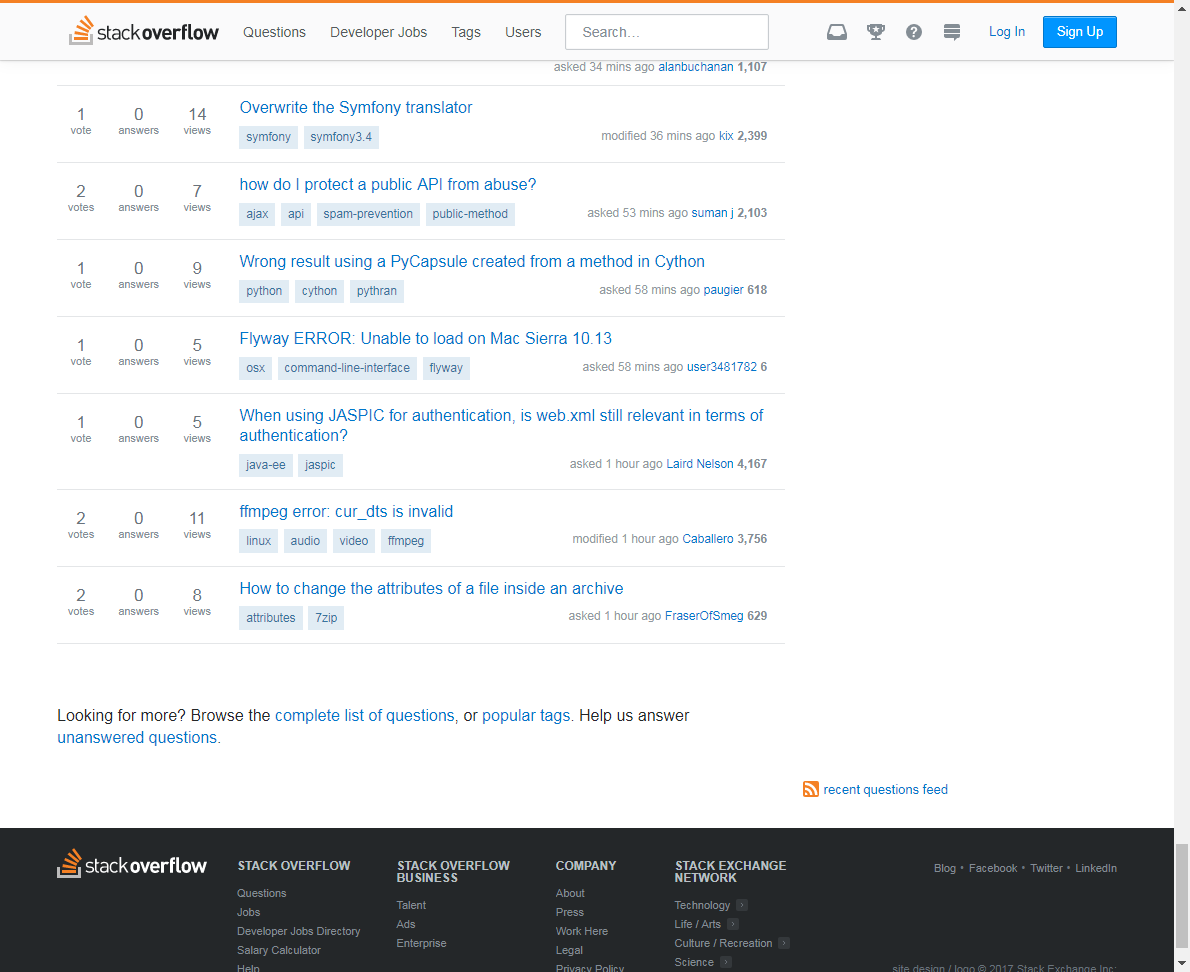 stackoverflow Questions Developer Jobs Tags Users Search... Log In Sign Up
asked 34 mins ago alanbuchanan 1,107
1 vote 0 answers 14 views Overwrite the Symfony translator
symfony symfony3.4 modified 36 mins ago kix 2,399
2 votes 0 answers 7 views how do I protect a public API from abuse?
ajax api spam-prevention public-method asked 53 mins ago suman j 2,103
1 vote 0 answers 9 views Wrong result using a PyCapsule created from a method in Cython
python cython pythran asked 58 mins ago paugier 618
1 vote 0 answers 5 views Flyway ERROR: Unable to load on Mac Sierra 10.13
osx command-line-interface flyway asked 58 mins ago user3481782 6
1 vote 0 answers 5 views When using JASPIC for authentication, is web.xml still relevant in terms of
authentication?
java-ee jaspic asked 1 hour ago Laird Nelson 4,167
2 votes 0 answers 11 views ffmpeg error: cur_dts is invalid
linux audio video ffmpeg modified 1 hour ago Caballero 3,756
2 votes 0 answers 8 views How to change the attributes of a file inside an archive
attributes 7zip asked 1 hour ago FraserOfSmeg 629
Looking for more? Browse the complete list of questions, or popular tags. Help us answer
unanswered questions.
recent questions feed
stackoverflow
STACK OVERFLOW
Questions
Jobs
Developer Jobs Directory
Salary Calculator
Help
STACK OVERFLOW
BUSINESS
Talent
Ads
Enterprise
COMPANY
About
Press
Work Here
Legal
Privacy Policy
STACK EXCHANGE
NETWORK
Technology
Life / Arts
Culture / Recreation
Science
Blog • Facebook • Twitter • LinkedIn
site design / logo © 2017 Stack Exchange Inc;